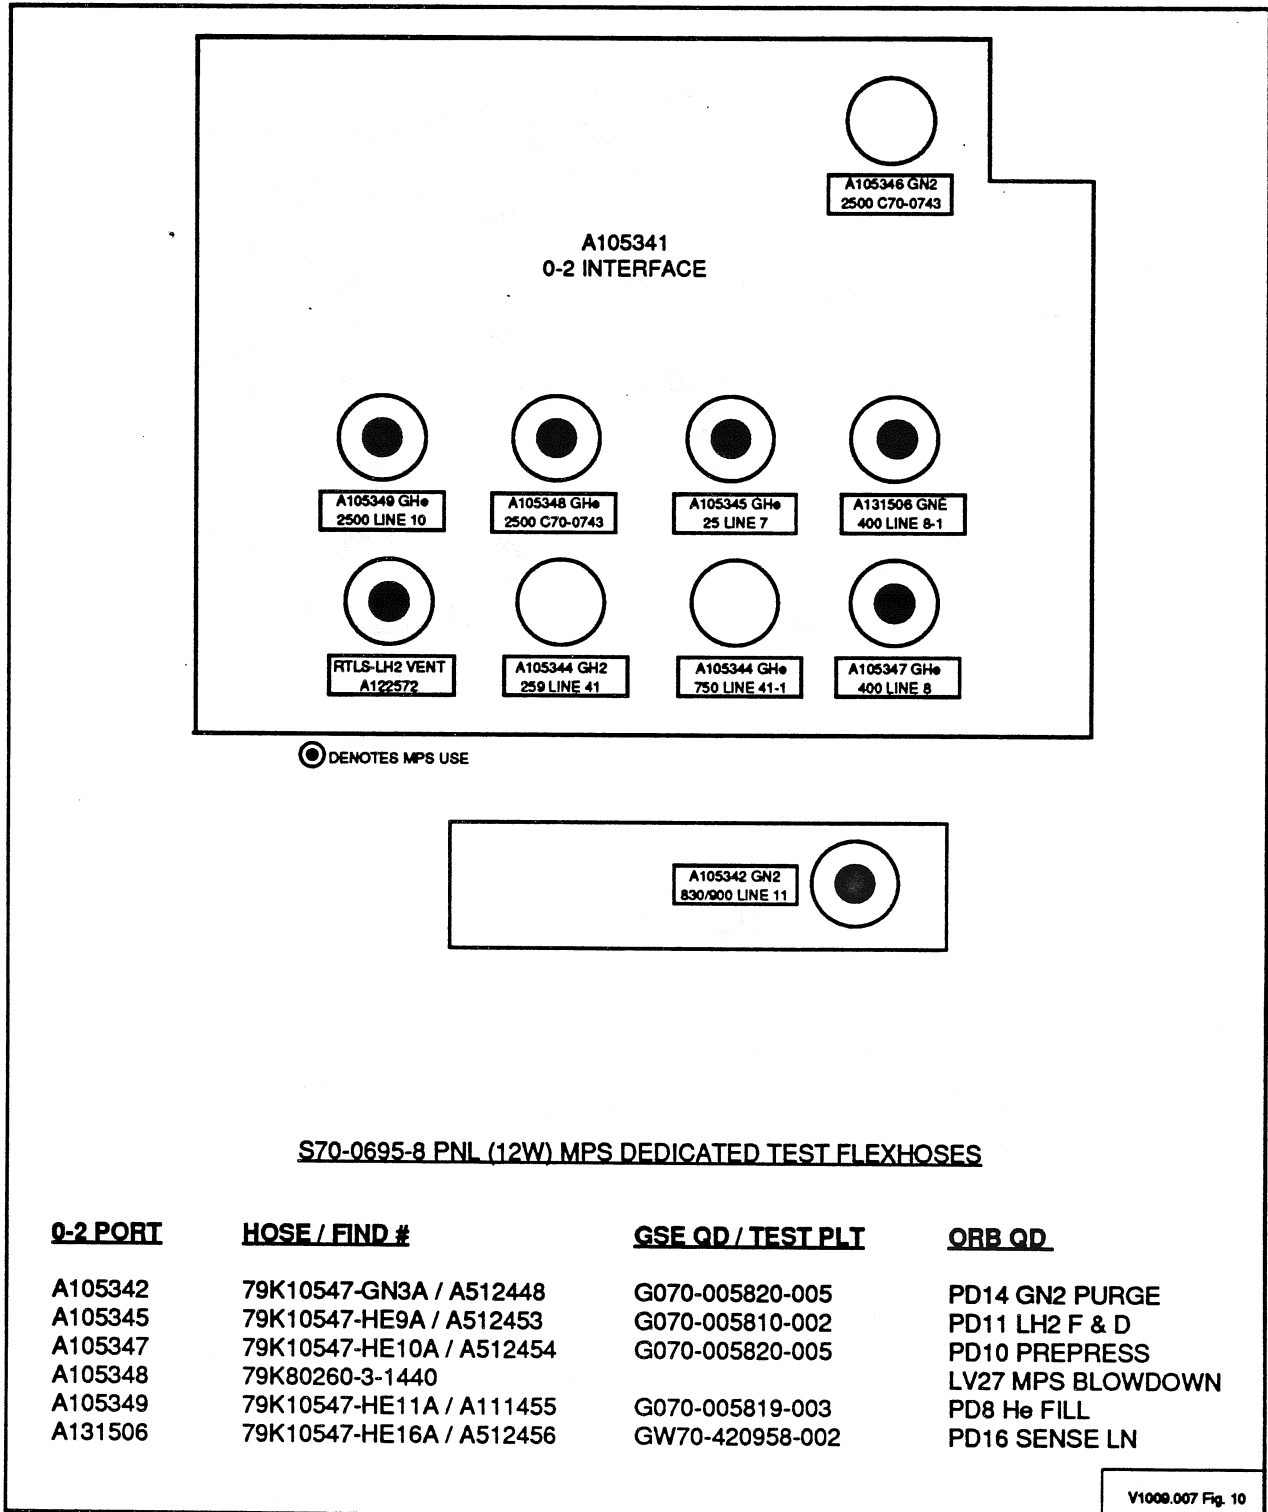 A105346 GN2
2500 C70-0743
A105341
0-2 INTERFACE
A105349 GHe
2500 LINE 10
A105348 GHe
2500 C70-0743
A105345 GHe
25 LINE 7
A131506 GNE
400 LINE 8-1
RTLS-LH2 VENT
A122572
A105344 GH2
259 LINE 41
A105344 GHe
750 LINE 41-1
A105347 GHe
400 LINE 8
DENOTES MPS USE
A105342 GN2
830/900 LINE 11
S70-0695-8 PNL (12W) MPS DEDICATED TEST FLEXHOSES
0-2 PORT HOSE / FIND # GSE QD / TEST PLT ORB QD
A105342 79K10547-GN3A / A512448 G070-005820-005 PD14 GN2 PURGE
A105345 79K10547-HE9A / A512453 G070-005810-002 PD11 LH2 F & D
A105347 79K10547-HE10A / A512454 G070-005820-005 PD10 PREPRESS
A105348 79K80260-3-1440 LV27 MPS BLOWDOWN
A105349 79K10547-HE11A / A111455 G070-005819-003 PD8 He FILL
A131506 79K10547-HE16A / A512456 GW70-420958-002 PD16 SENSE LN
V1009.007 Fig. 10